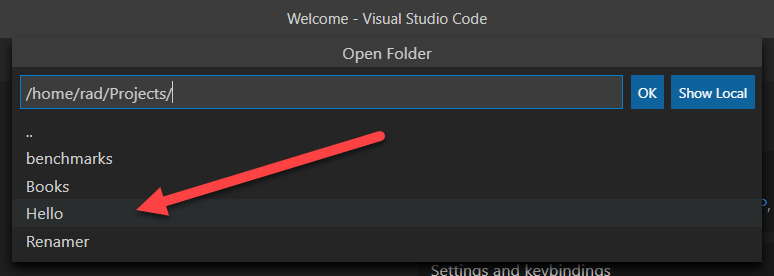 Welcome - Visual Studio Code
Open Folder
/home/rad/Projects/
OK
Show Local
..
benchmarks
Books
Hello
Renamer
Settings and keybindings